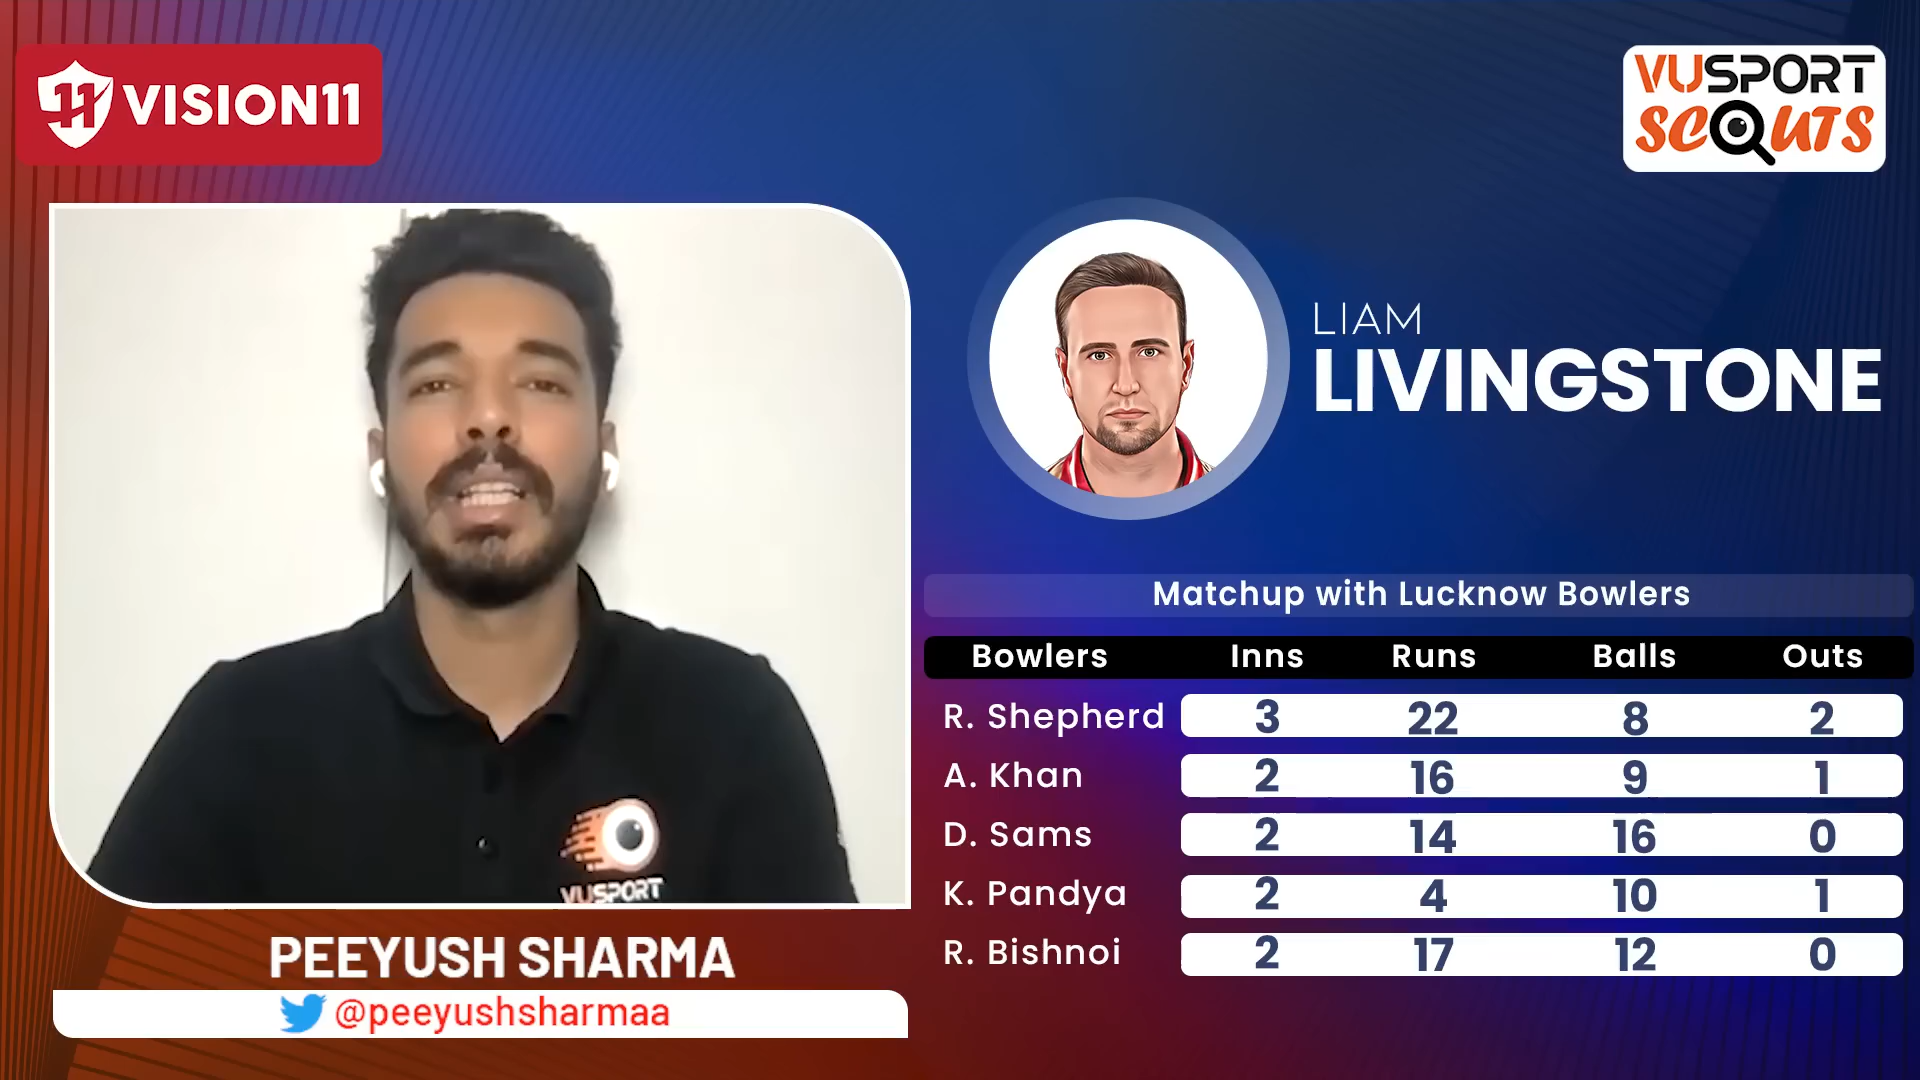 11 VISION11
VUSPORT
SCOUTS
LIAM
LIVINGSTONE
VUSPORT
PEEYUSH SHARMA
@peeyushsharmaa
Matchup with Lucknow Bowlers
Bowlers Inns Runs Balls Outs
R. Shepherd 3 22 8 2
A. Khan 2 16 9 1
D. Sams 2 14 16 0
K. Pandya 2 4 10 1
R. Bishnoi 2 17 12 0